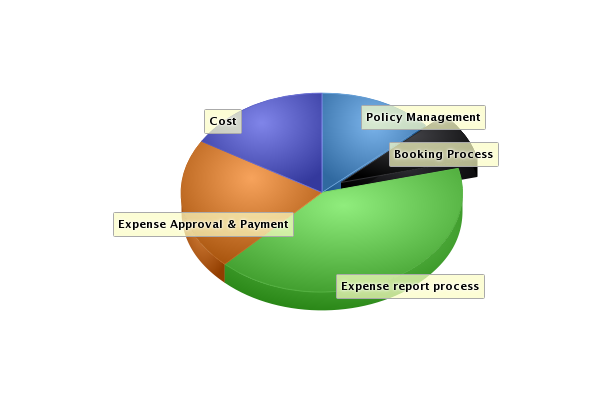 Policy Management
Cost
Booking Process
Expense Approval & Payment
Expense report process